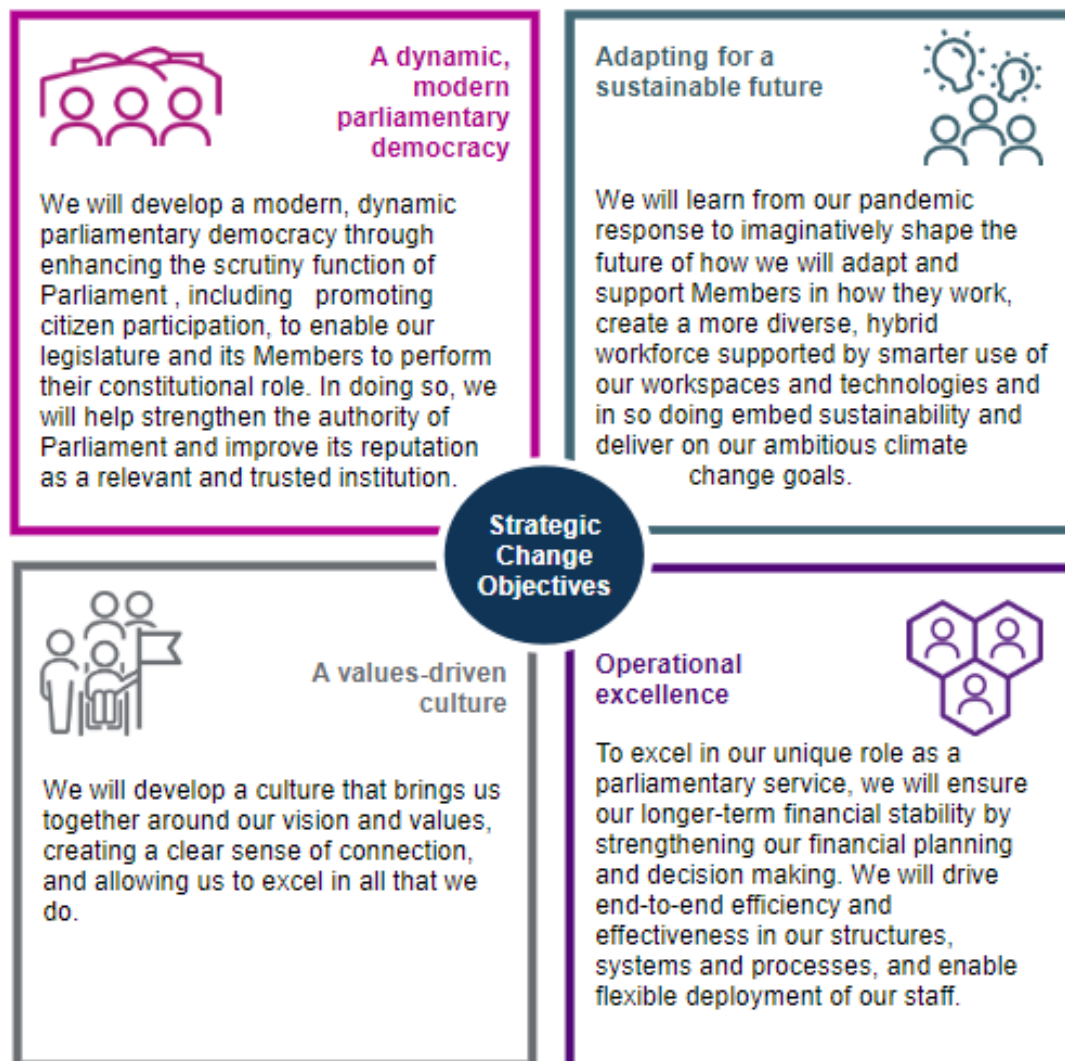 A dynamic,
modern
parliamentary
democracy
We will develop a modern, dynamic
parliamentary democracy through
enhancing the scrutiny function of
Parliament , including   promoting
citizen participation, to enable our
legislature and its Members to perform
their constitutional role. In doing so, we
will help strengthen the authority of
Parliament and improve its reputation
as a relevant and trusted institution.
Adapting for a
sustainable future
We will learn from our pandemic
response to imaginatively shape the
future of how we will adapt and
support Members in how they work,
create a more diverse, hybrid
workforce supported by smarter use of
our workspaces and technologies and
in so doing embed sustainability and
deliver on our ambitious climate
change goals.
Strategic
Change
Objectives
A values-driven
culture
We will develop a culture that brings us
together around our vision and values,
creating a clear sense of connection,
and allowing us to excel in all that we
do.
Operational
excellence
To excel in our unique role as a
parliamentary service, we will ensure
our longer-term financial stability by
strengthening our financial planning
and decision making. We will drive
end-to-end efficiency and
effectiveness in our structures,
systems and processes, and enable
flexible deployment of our staff.